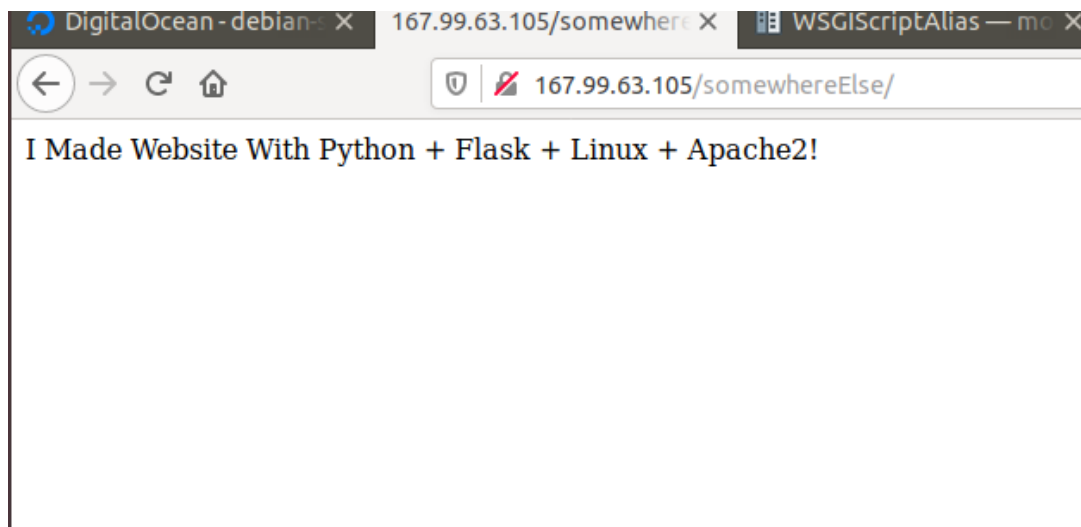 DigitalOcean - debian-s
167.99.63.105/somewhere
WSGIScriptAlias — mo
167.99.63.105/somewhereElse/
I Made Website With Python + Flask + Linux + Apache2!